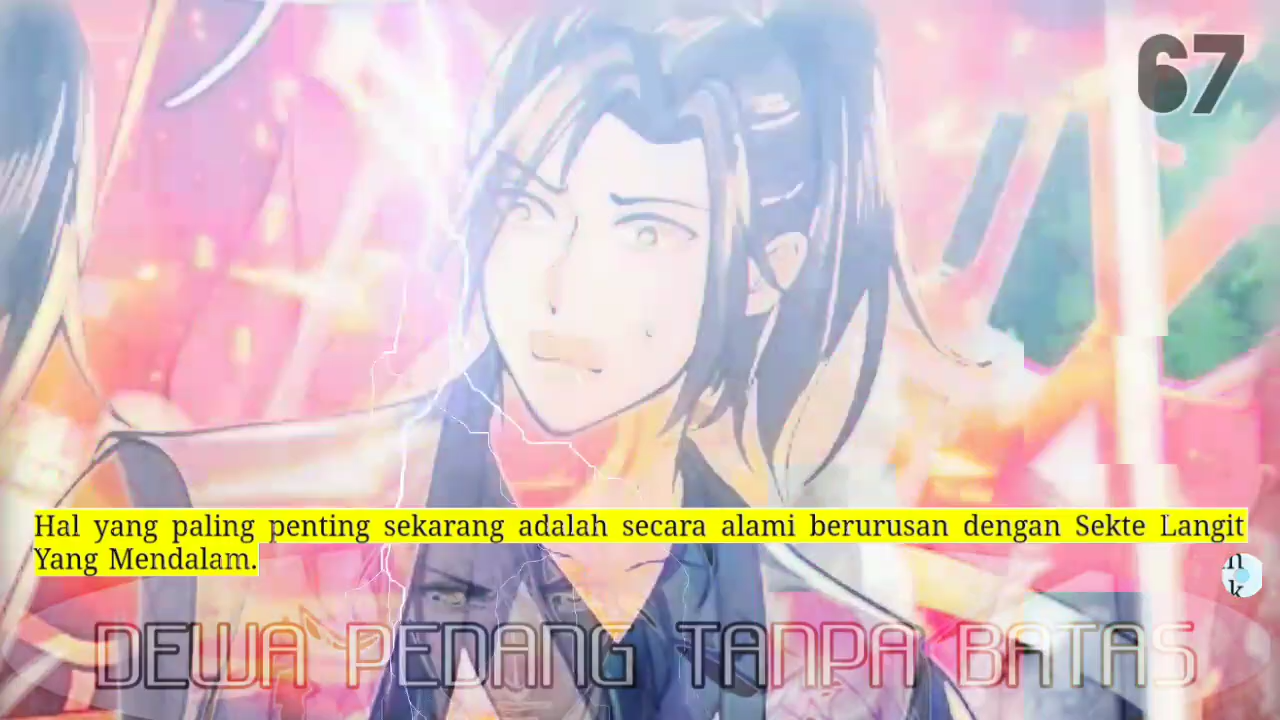 67
Hal yang paling penting sekarang adalah secara alami berurusan dengan Sekte Langit
Yang Mendalam.
k
DEWA PEDANG TANPA BATAS